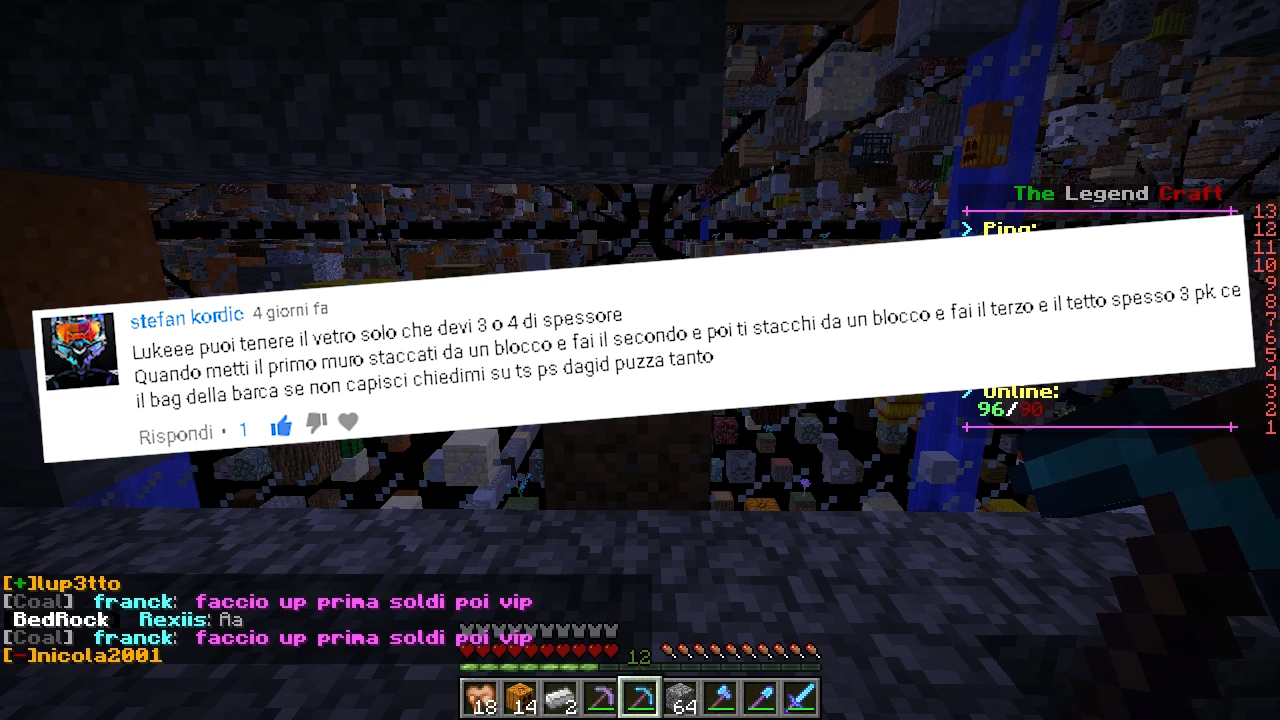 The Legend Craft
13
> Ping:
12
11
10
9
8
7
6
5
4
stefan kordic 4 giorni fa
Lukeee puoi tenere il vetro solo che devi 3 o 4 di spessore
Quando metti il primo muro staccati da un blocco e fai il secondo e poi ti stacchi da un blocco e fai il terzo e il tetto spesso 3 pk ce
il bag della barca se non capisci chiedimi su ts ps dagid puzza tanto
Rispondi • 1
> Online:
3
96/90
2
1
[+]lup3tto
[Coal] franck: faccio up prima soldi poi vip
BedRock Rexiis: Aa
[Coal] franck: faccio up prima soldi poi vip
[-]nicola2001
12
18 14 2 64